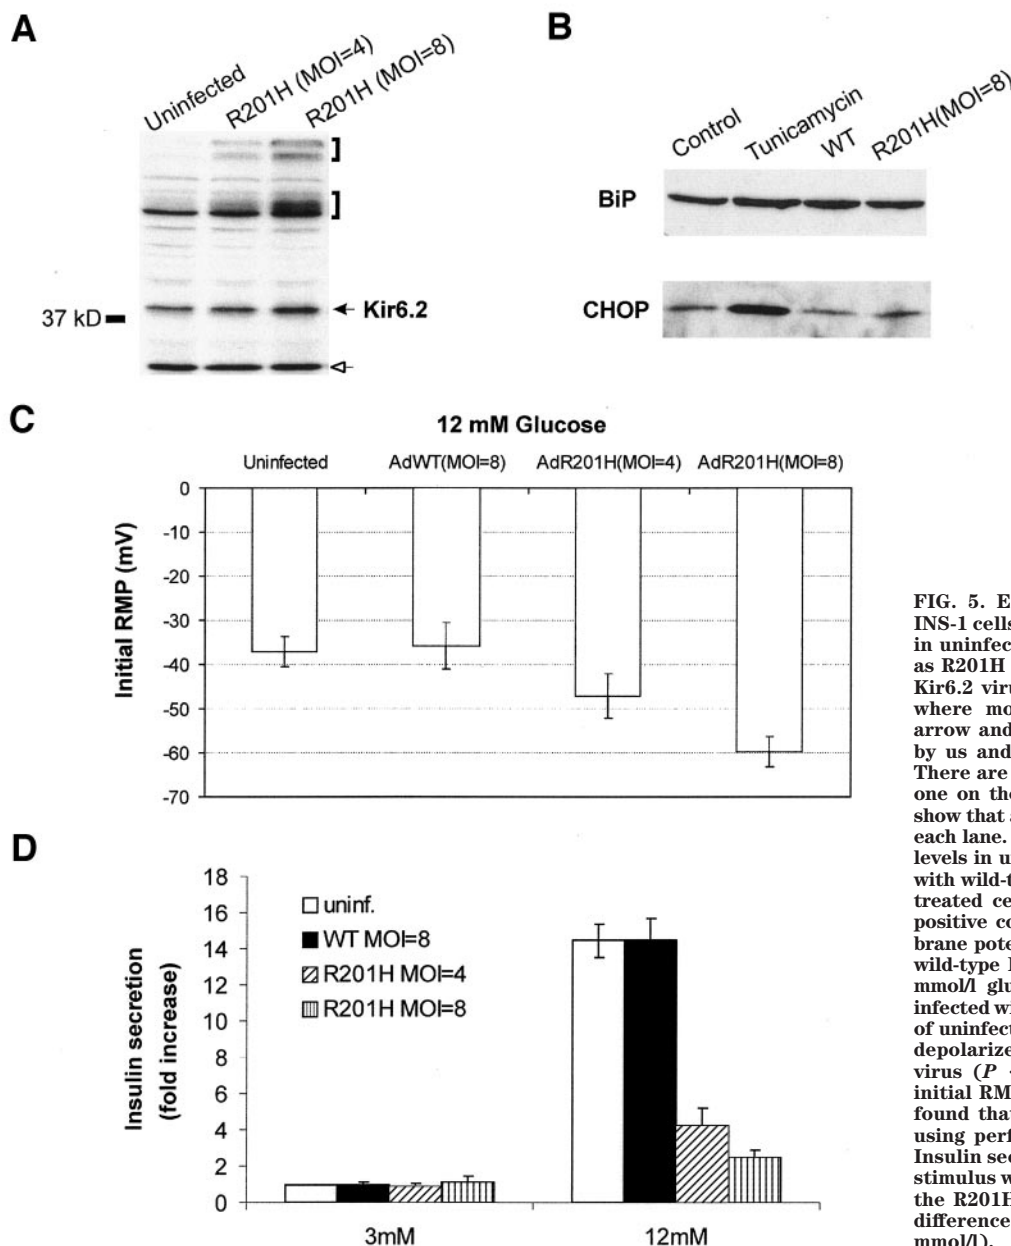 A
Uninfected
R201H (MOI=4)
R201H (MOI=8)
37 kD
Kir6.2
B
Control
Tunicamycin
WT
R201H(MOI=8)
BiP
CHOP
C
12 mM Glucose
Uninfected
AdWT(MOI=8)
AdR201H(MOI=4)
AdR201H(MOI=8)
Initial RMP (mV)
0
-10
-20
-30
-40
-50
-60
-70
D
Insulin secretion
(fold increase)
18
16
14
12
10
8
6
4
2
0
uninf.
WT MOI=8
R201H MOI=4
R201H MOI=8
3mM
12mM
FIG. 5. E
INS-1 cells
in uninfec
as R201H
Kir6.2 viru
where mo
arrow and
by us and
There are
one on the
show that a
each lane.
levels in u
with wild-t
treated ce
positive co
brane pote
wild-type
mmol/l glu
infected wi
of uninfect
depolarize
virus (P
initial RM
found that
using perf
Insulin sec
stimulus w
the R201H
difference
mmol/l).